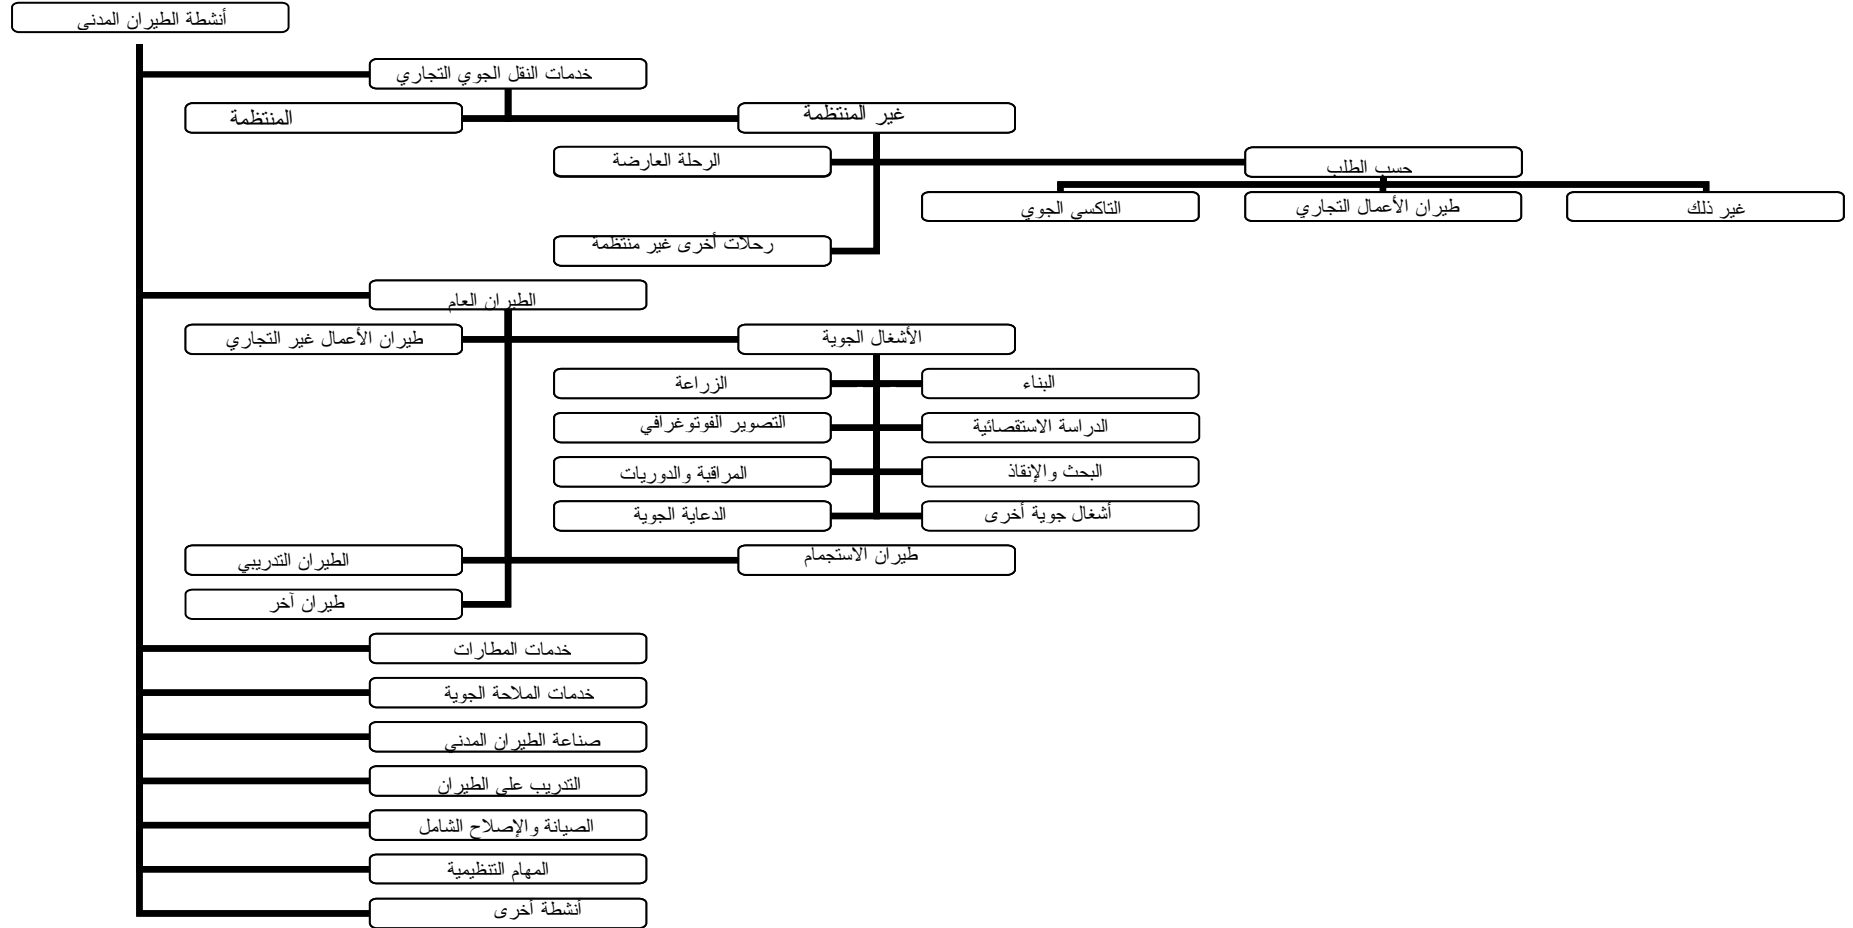 أنشطة الطيران المدني
خدمات النقل الجوي التجاري
المنتظمة
غير المنتظمة
الرحلة العارضة
حسب الطلب
التاكسي الجوي
طيران الأعمال التجاري
غير ذلك
رحلات أخرى غير منتظمة
الطيران العام
طيران الأعمال غير التجاري
الأشغال الجوية
الزراعة
البناء
التصوير الفوتوغرافي
الدراسة الاستقصائية
المراقبة والدوريات
البحث والإنقاذ
الدعاية الجوية
أشغال جوية أخرى
الطيران التدريبي
طيران الاستجمام
طيران آخر
خدمات المطارات
خدمات الملاحة الجوية
صناعة الطيران المدني
التدريب على الطيران
الصيانة والإصلاح الشامل
المهام التنظيمية
أنشطة أخرى